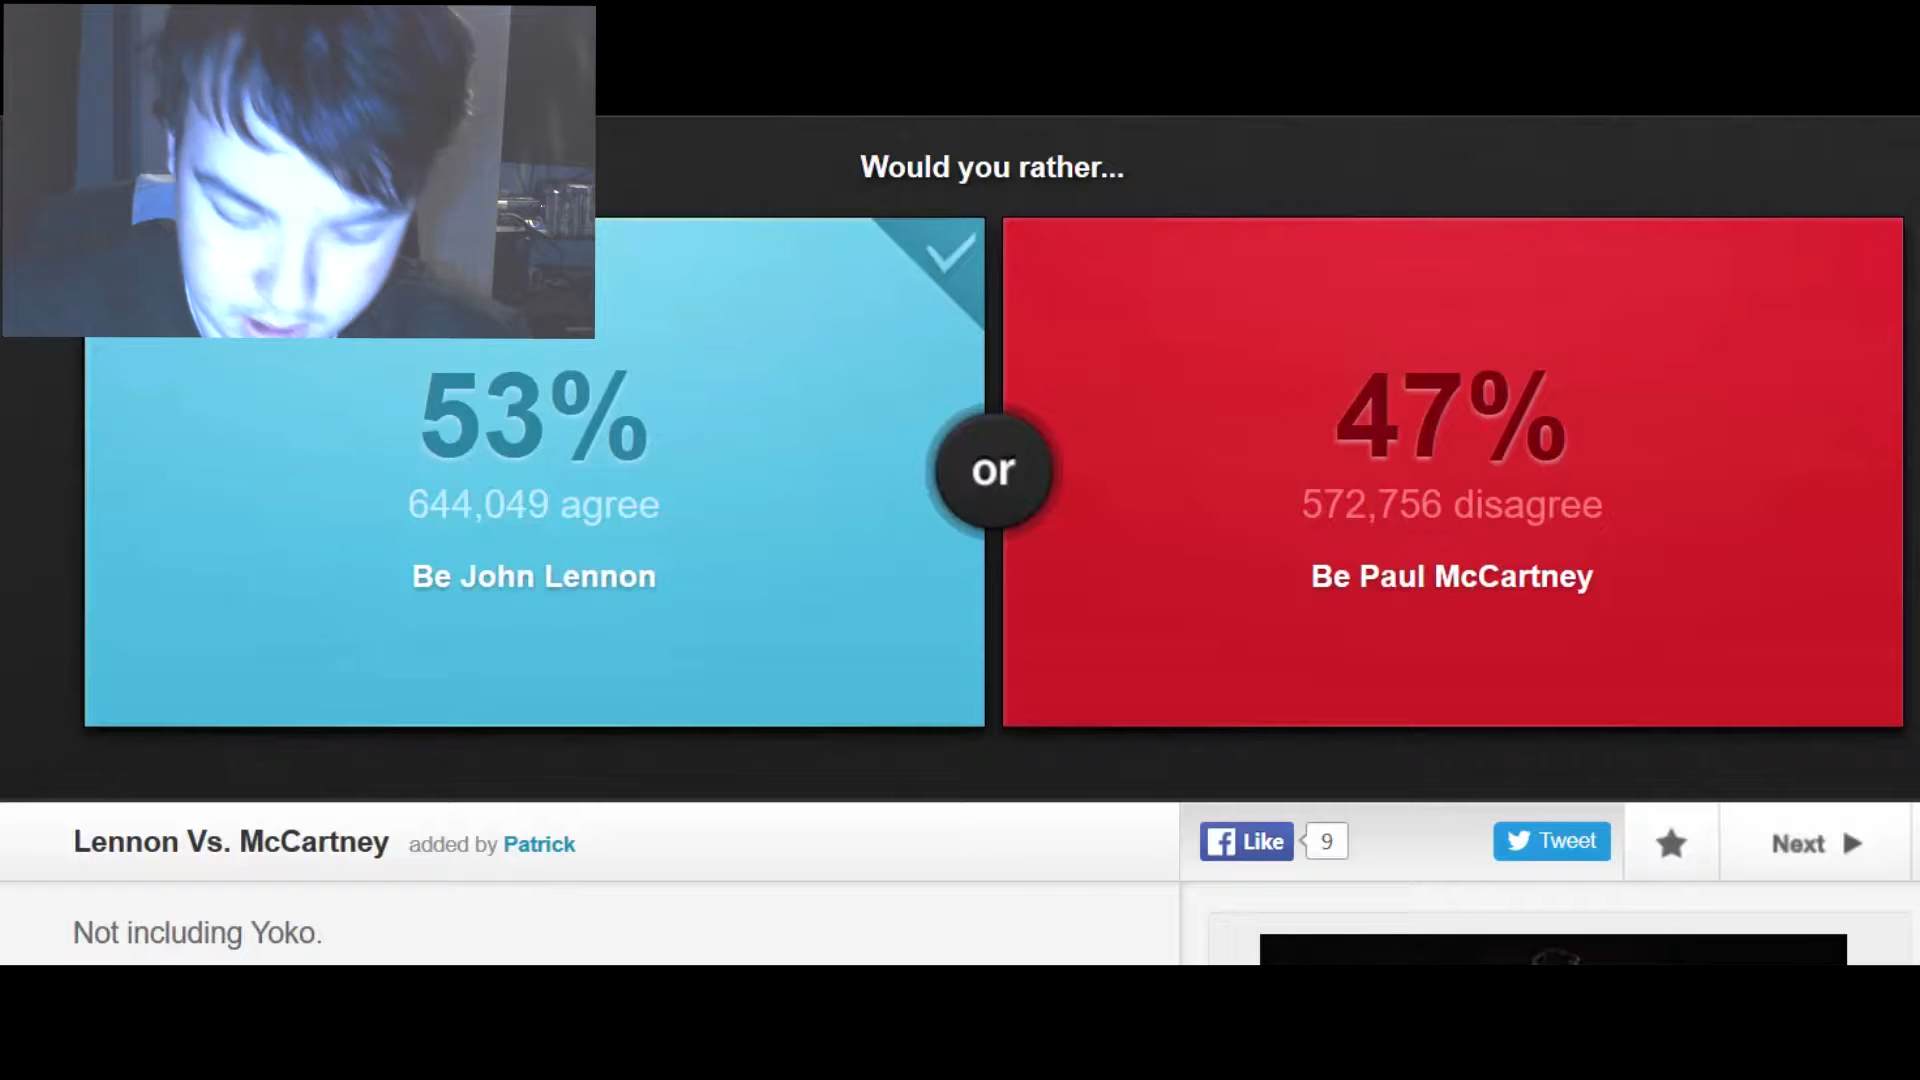 Would you rather...
53%
644,049 agree
Be John Lennon
or
47%
572,756 disagree
Be Paul McCartney
Lennon Vs. McCartney added by Patrick
Like 9
Tweet
Next
Not including Yoko.